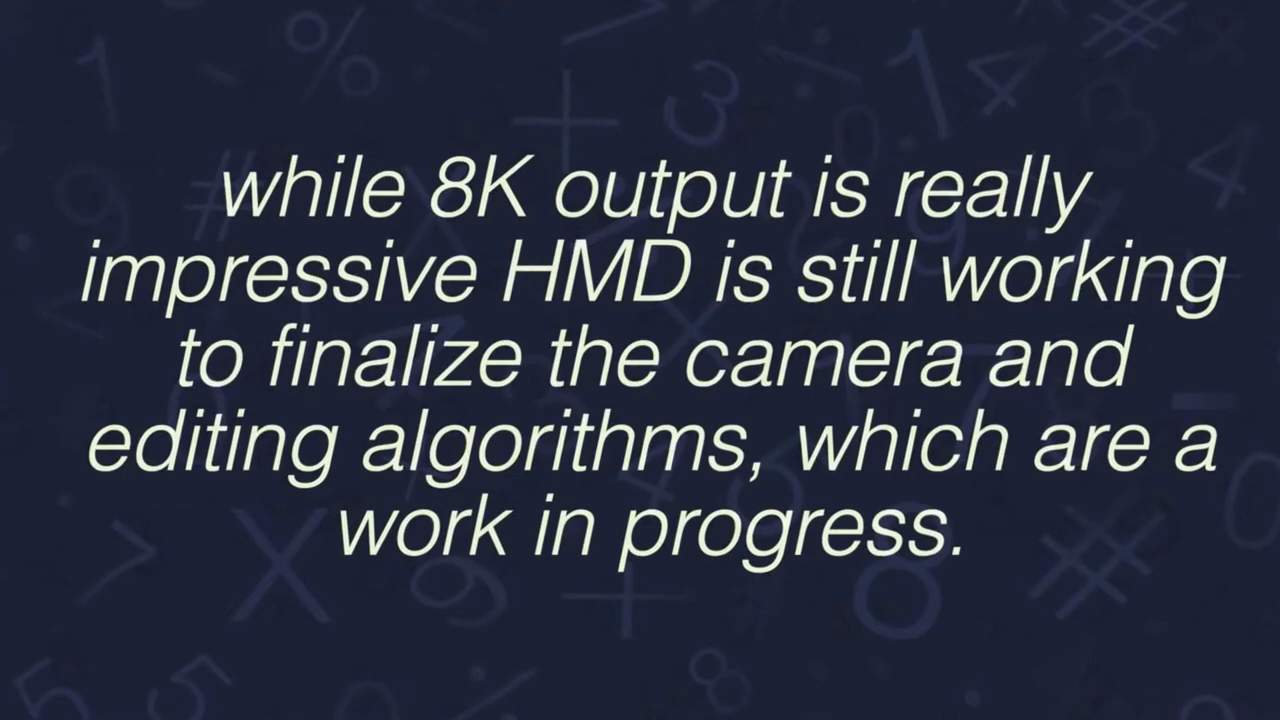 while 8K output is really
impressive HMD is still working
to finalize the camera and
editing algorithms, which are a
work in progress.